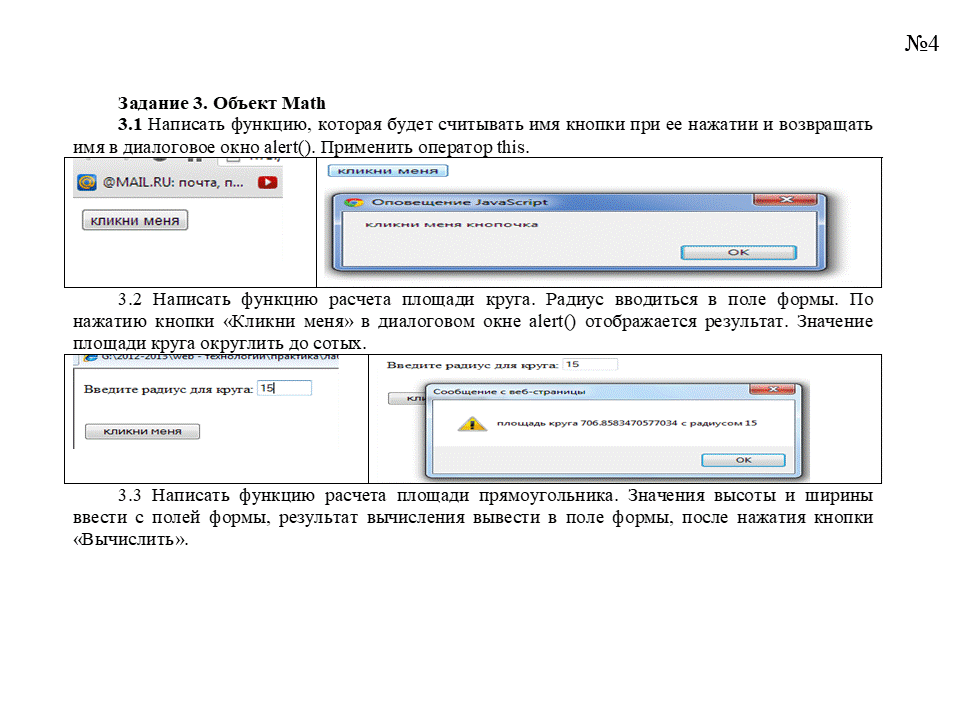 №4
Задание 3. Объект Math
3.1 Написать функцию, которая будет считывать имя кнопки при ее нажатии и возвращать
имя в диалоговое окно alert(). Применить оператор this.
@MAIL.RU: почта, п...
кликни меня
кликни меня
Оповещение JavaScript
кликни меня кнопочка
OK
3.2 Написать функцию расчета площади круга. Радиус вводиться в поле формы. По
нажатию кнопки «Кликни меня» в диалоговом окне alert() отображается результат. Значение
площади круга округлить до сотых.
G:\2012-2013\web - технологии\практика\ла
Введите радиус для круга: 15
кликни меня
Введите радиус для круга: 15
кли
Сообщение с веб-страницы
площадь круга 706.8583470577034 с радиусом 15
OK
3.3 Написать функцию расчета площади прямоугольника. Значения высоты и ширины
ввести с полей формы, результат вычисления вывести в поле формы, после нажатия кнопки
«Вычислить».